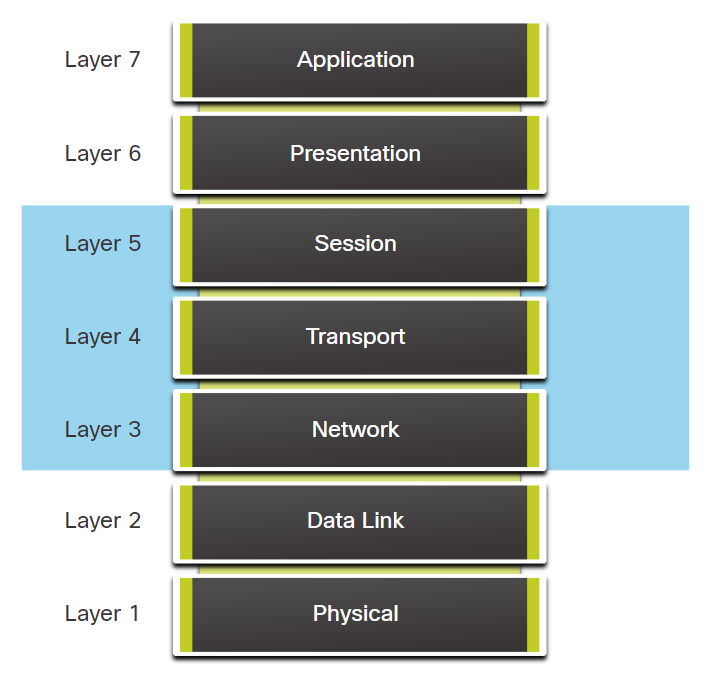 Layer 7 Application
Layer 6 Presentation
Layer 5 Session
Layer 4 Transport
Layer 3 Network
Layer 2 Data Link
Layer 1 Physical